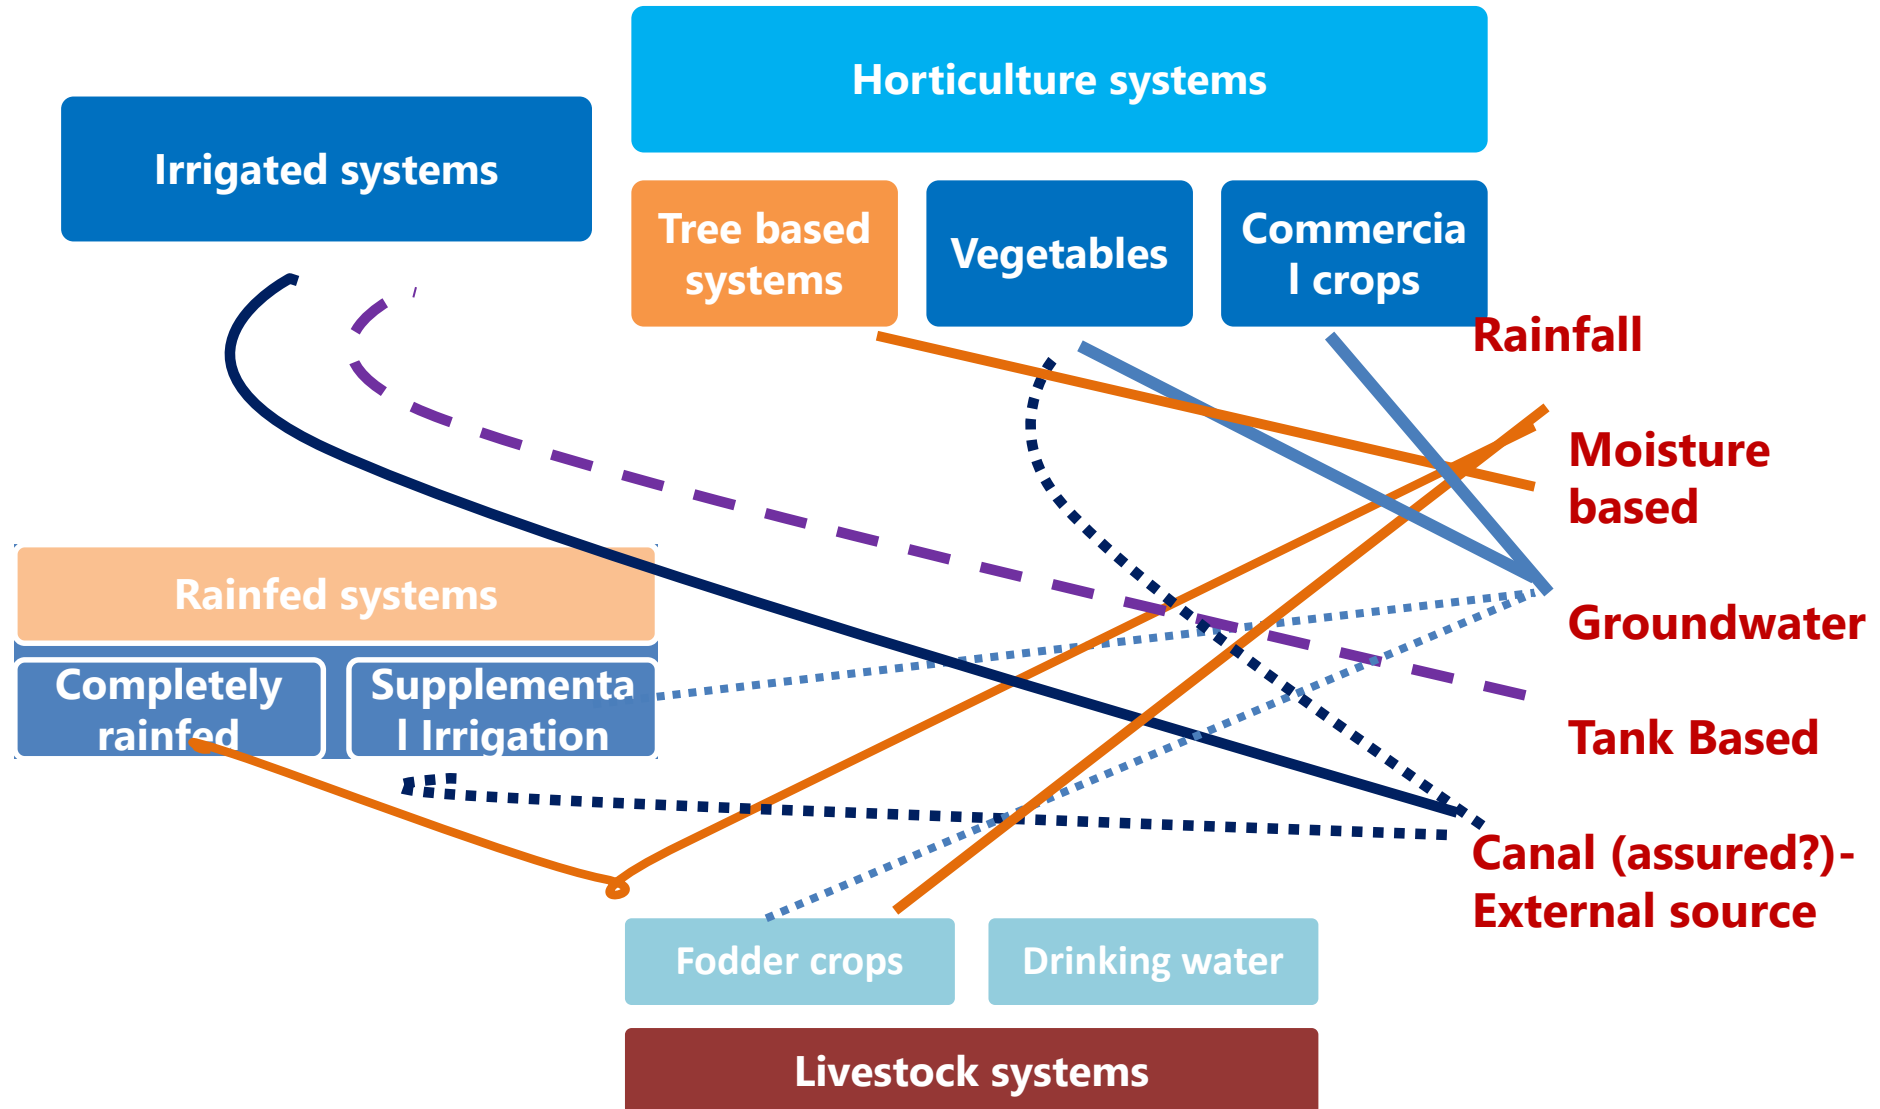 Horticulture systems
Irrigated systems
Tree based
systems
Vegetables
Commercia
l crops
Rainfall
Moisture
based
Rainfed systems
Groundwater
Completely
rainfed
Supplementa
l Irrigation
Tank Based
Canal (assured?)-
External source
Fodder crops
Drinking water
Livestock systems